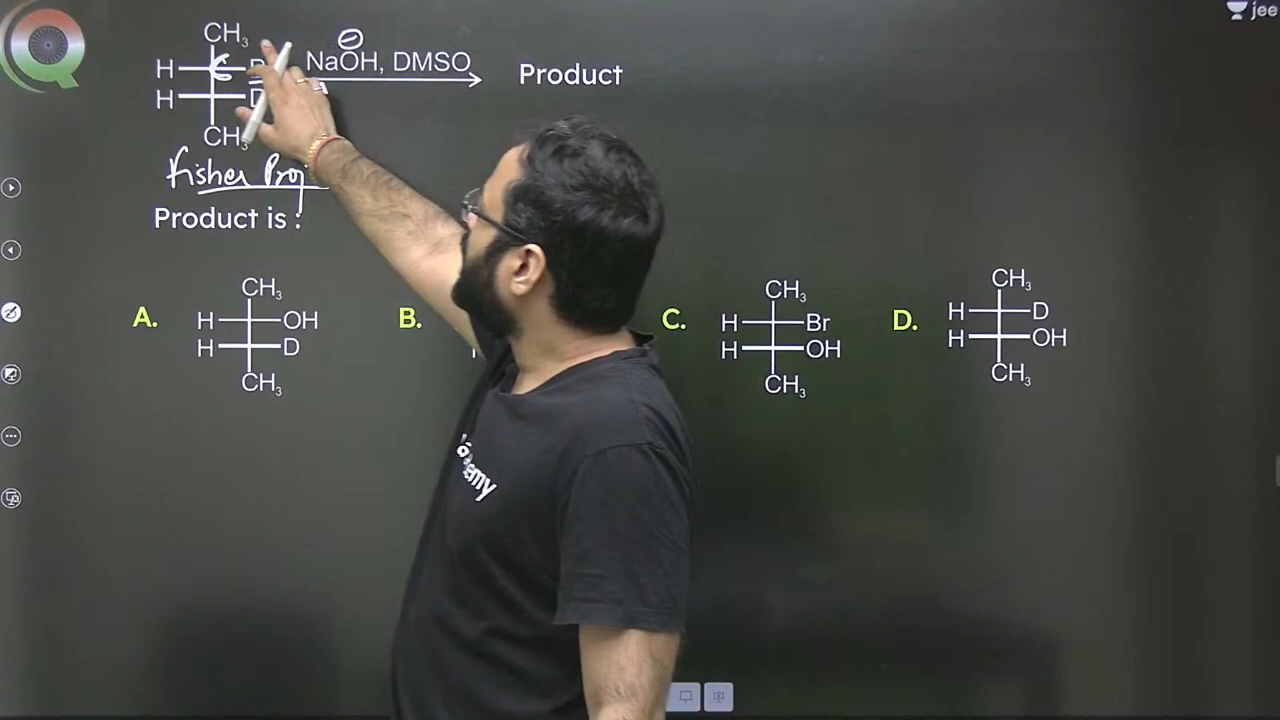 jee
CH₃
H C
NaOH, DMSO
⊖
Product
H D
CH₃
Fisher Proj
Product is :
A.
CH₃
H OH
H D
CH₃
B.
C.
CH₃
H Br
H OH
CH₃
D.
CH₃
H D
H OH
CH₃